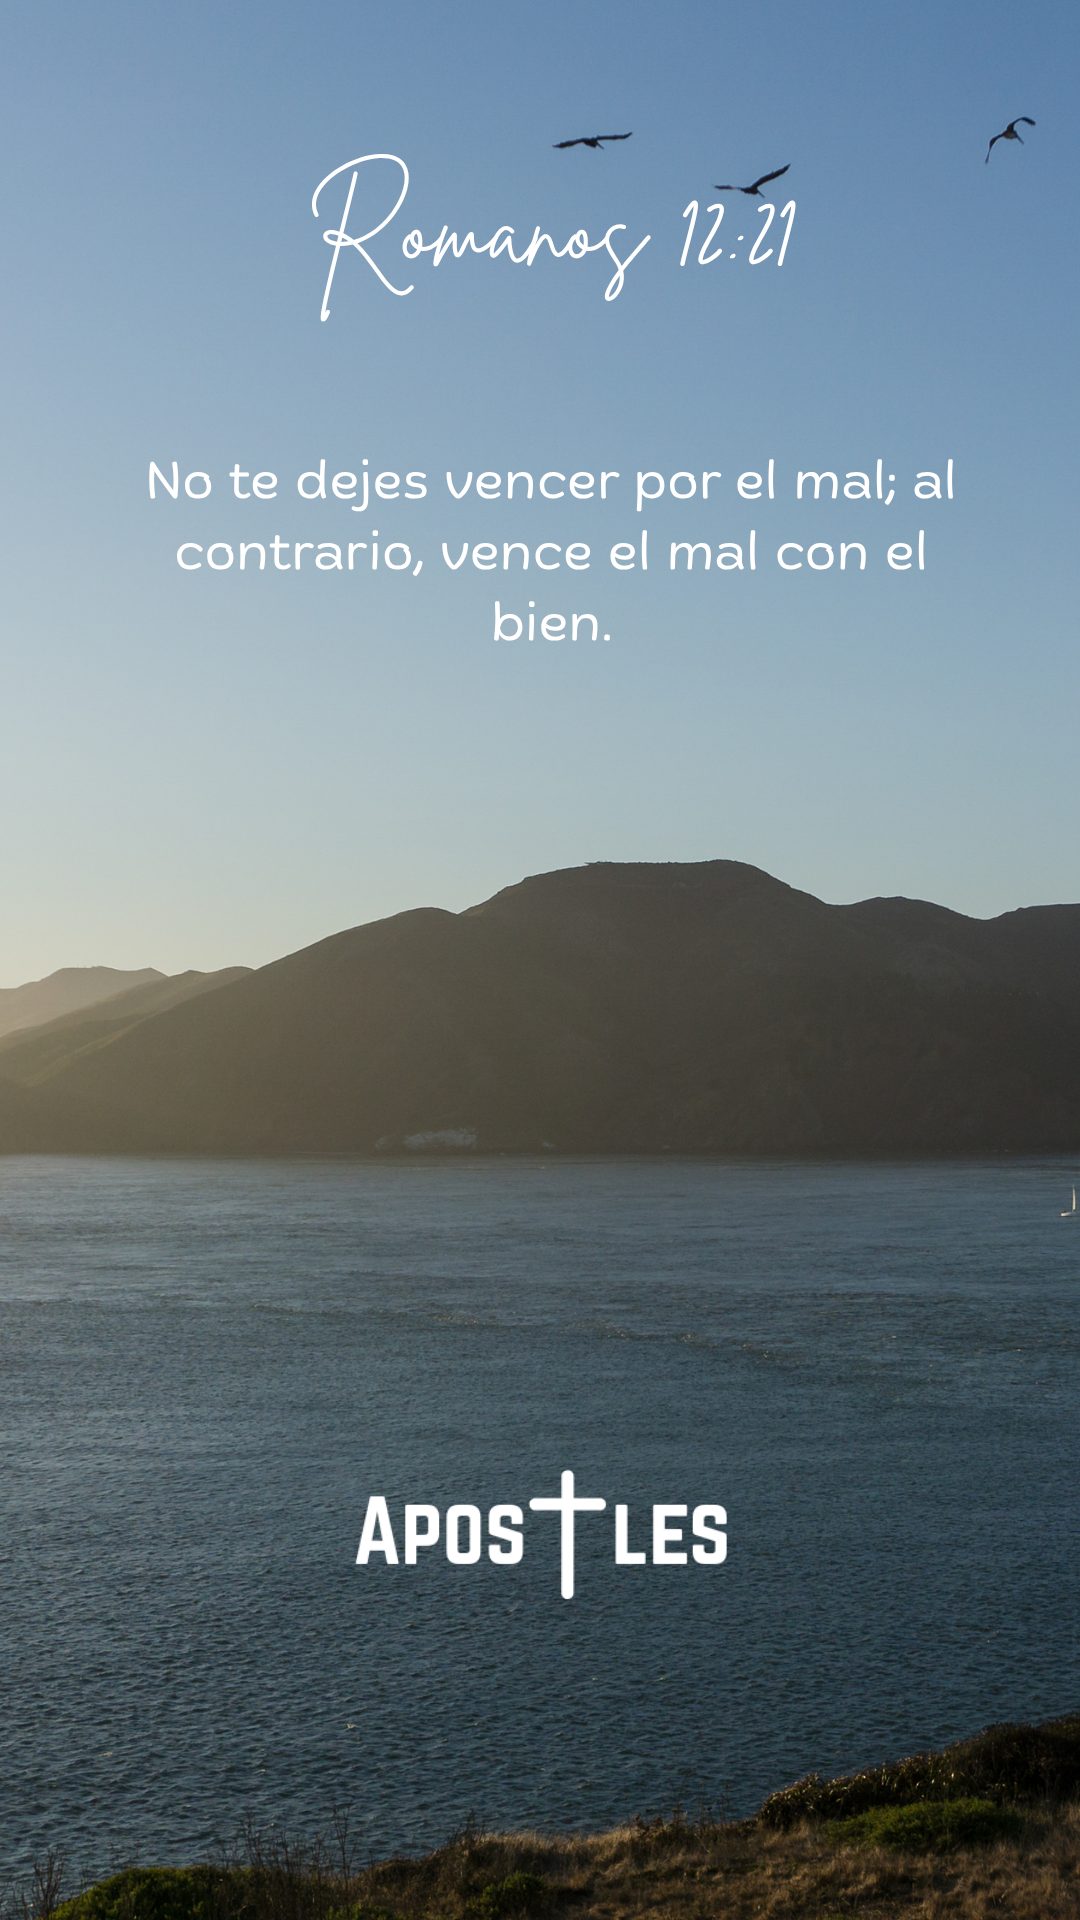 Romanos 12:21
No te dejes vencer por el mal; al
contrario, vence el mal con el
bien.
APOSTLES